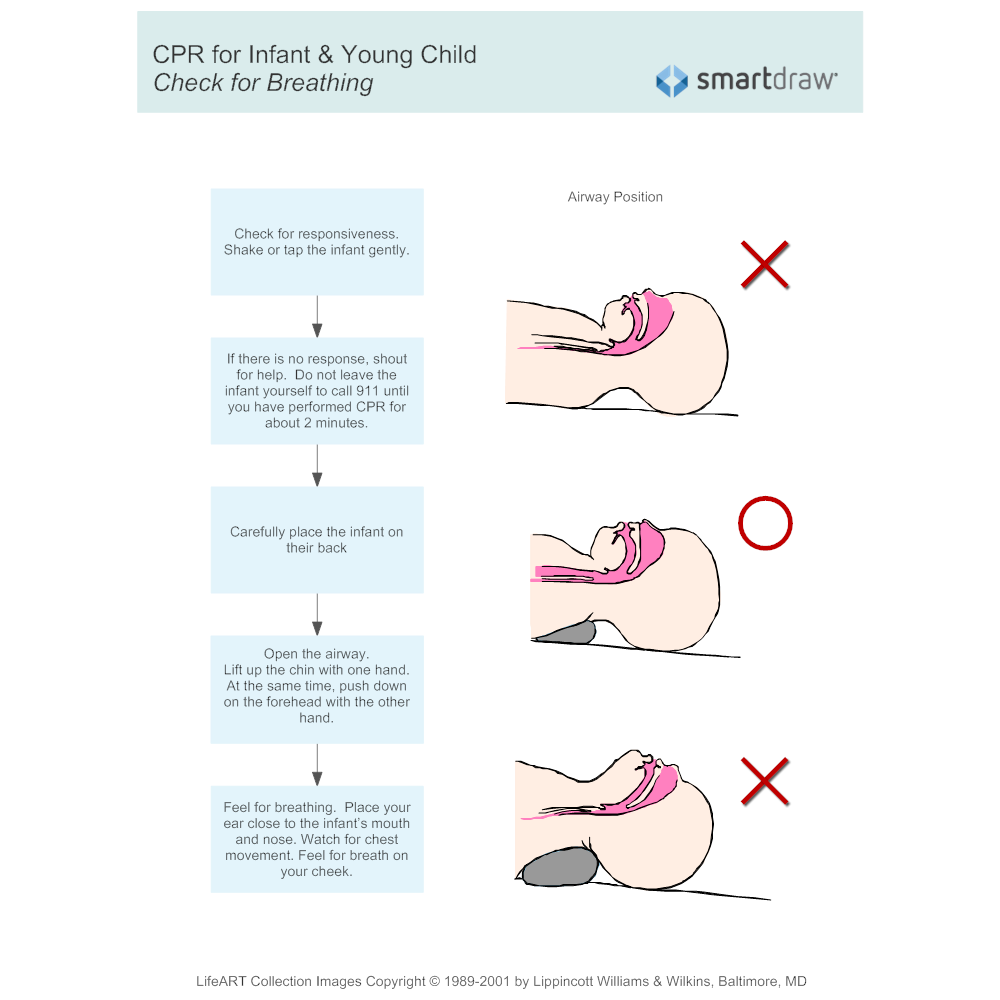 CPR for Infant & Young Child
Check for Breathing
smartdraw
Airway Position
Check for responsiveness.
Shake or tap the infant gently.
If there is no response, shout
for help.  Do not leave the
infant yourself to call 911 until
you have performed CPR for
about 2 minutes.
Carefully place the infant on
their back
Open the airway.
Lift up the chin with one hand.
At the same time, push down
on the forehead with the other
hand.
Feel for breathing.  Place your
ear close to the infant's mouth
and nose. Watch for chest
movement. Feel for breath on
your cheek.
LifeART Collection Images Copyright © 1989-2001 by Lippincott Williams & Wilkins, Baltimore, MD